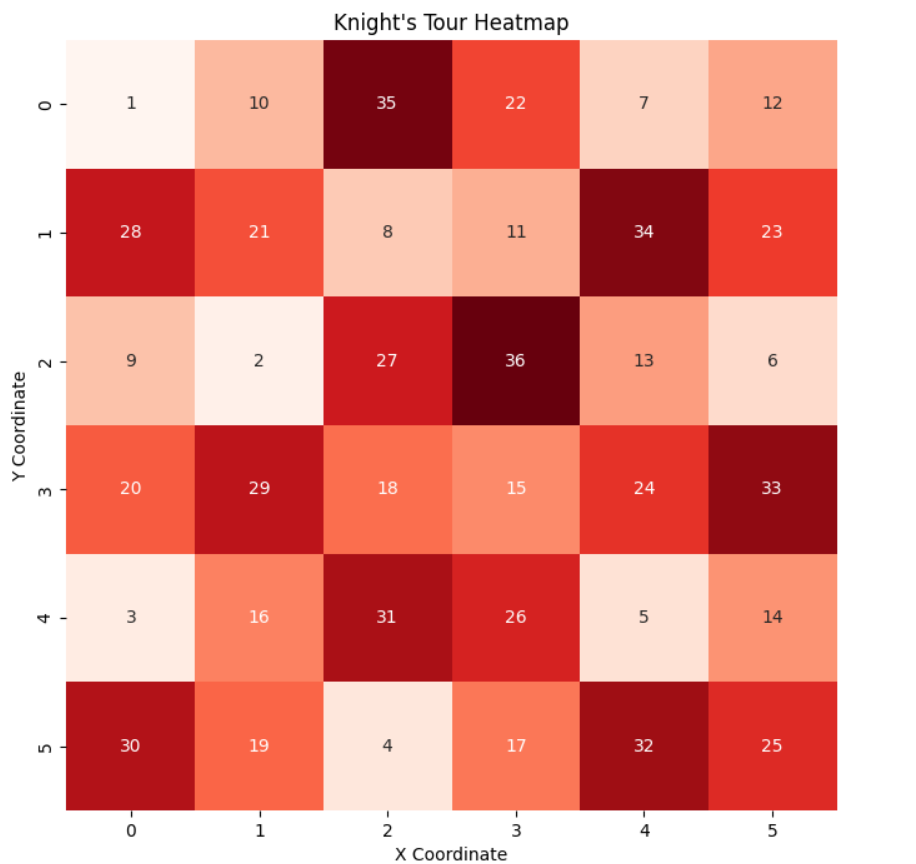 Knight's Tour Heatmap
0 1 10 35 22 7 12
1 28 21 8 11 34 23
2 9 2 27 36 13 6
3 20 29 18 15 24 33
4 3 16 31 26 5 14
5 30 19 4 17 32 25
Y Coordinate
0 1 2 3 4 5
X Coordinate